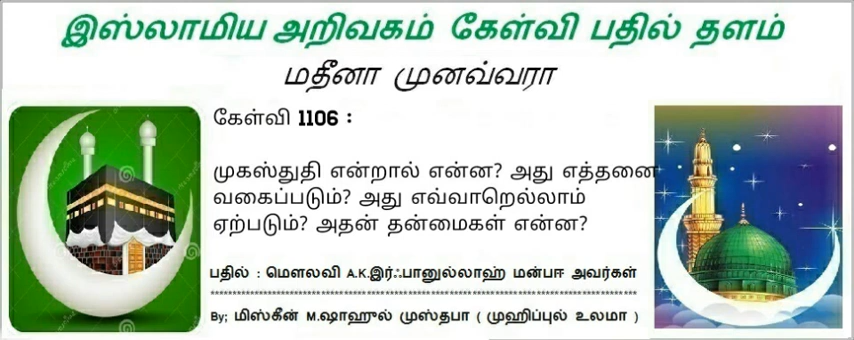 இஸ்லாமிய அறிவகம் கேள்வி பதில் தளம்
மதீனா முனவ்வரா
கேள்வி 1106 :
முகஸ்துதி என்றால் என்ன? அது எத்தனை
வகைப்படும்? அது எவ்வாறெல்லாம்
ஏற்படும்? அதன் தன்மைகள் என்ன?
பதில் : மௌலவி A.K.இர்ஃபானுல்லாஹ் மன்பஈ அவர்கள்
By; மிஸ்கீன் M.ஷாஹுல் முஸ்தபா ( முஹிப்புல் உலமா )